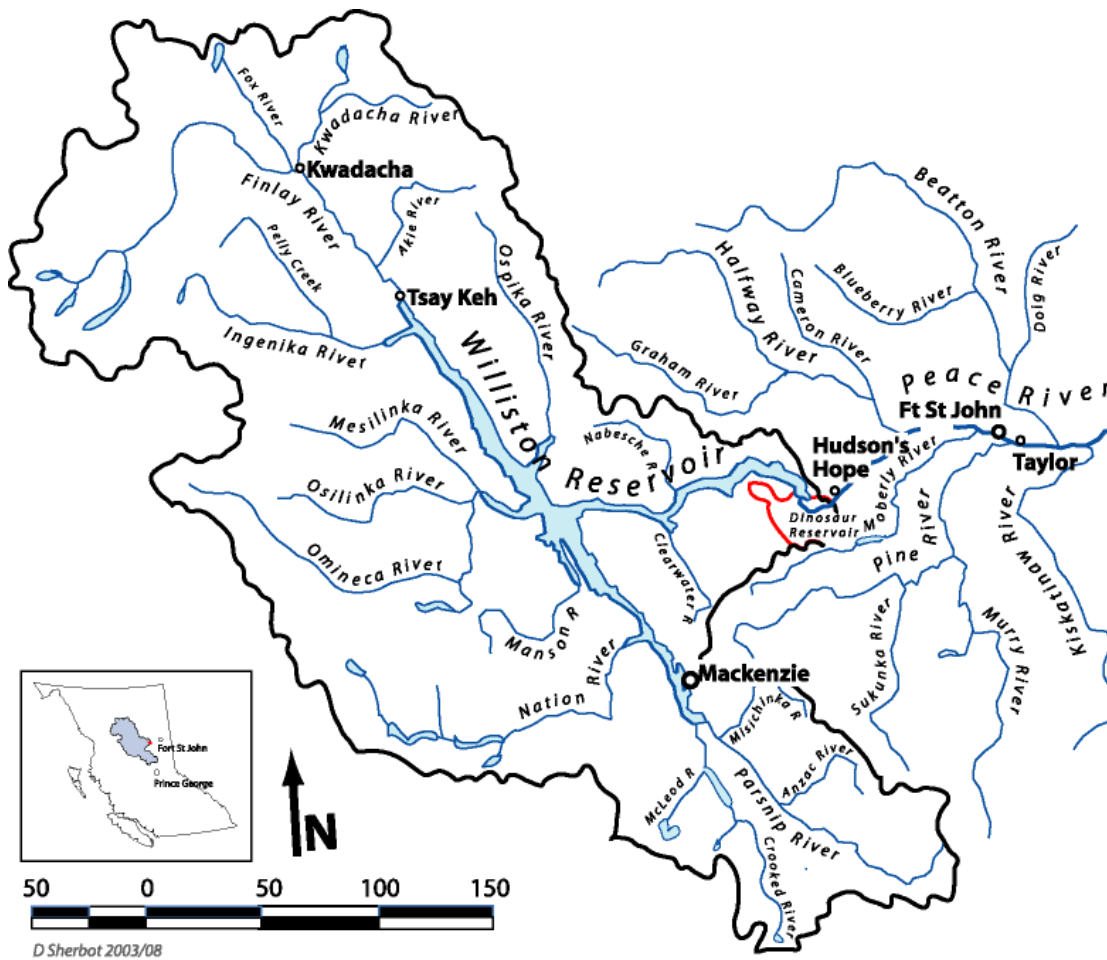 Fox River
Kwadacha River
Kwadacha
Finlay River
Akie River
Pelly Creek
Ospika River
Tsay Keh
Ingenika River
Williston Reservoir
Mesilinka River
Nabesche R
Osilinka River
Omineca River
Manson R
Clearwater R
Nation River
Mackenzie
Misichinka R
Anzac River
Parsnip River
McLeod R
Crooked River
Beatton River
Halfway River
Cameron River
Blueberry River
Doig River
Graham River
Peace River
Ft St John
Taylor
Hudson's
Hope
Dinosaur
Reservoir
Moberly River
Pine River
Sukunka River
Murry River
Kiskatinaw River
Fort St John
Prince George
N
50 0 50 100 150
D Sherbot 2003/08